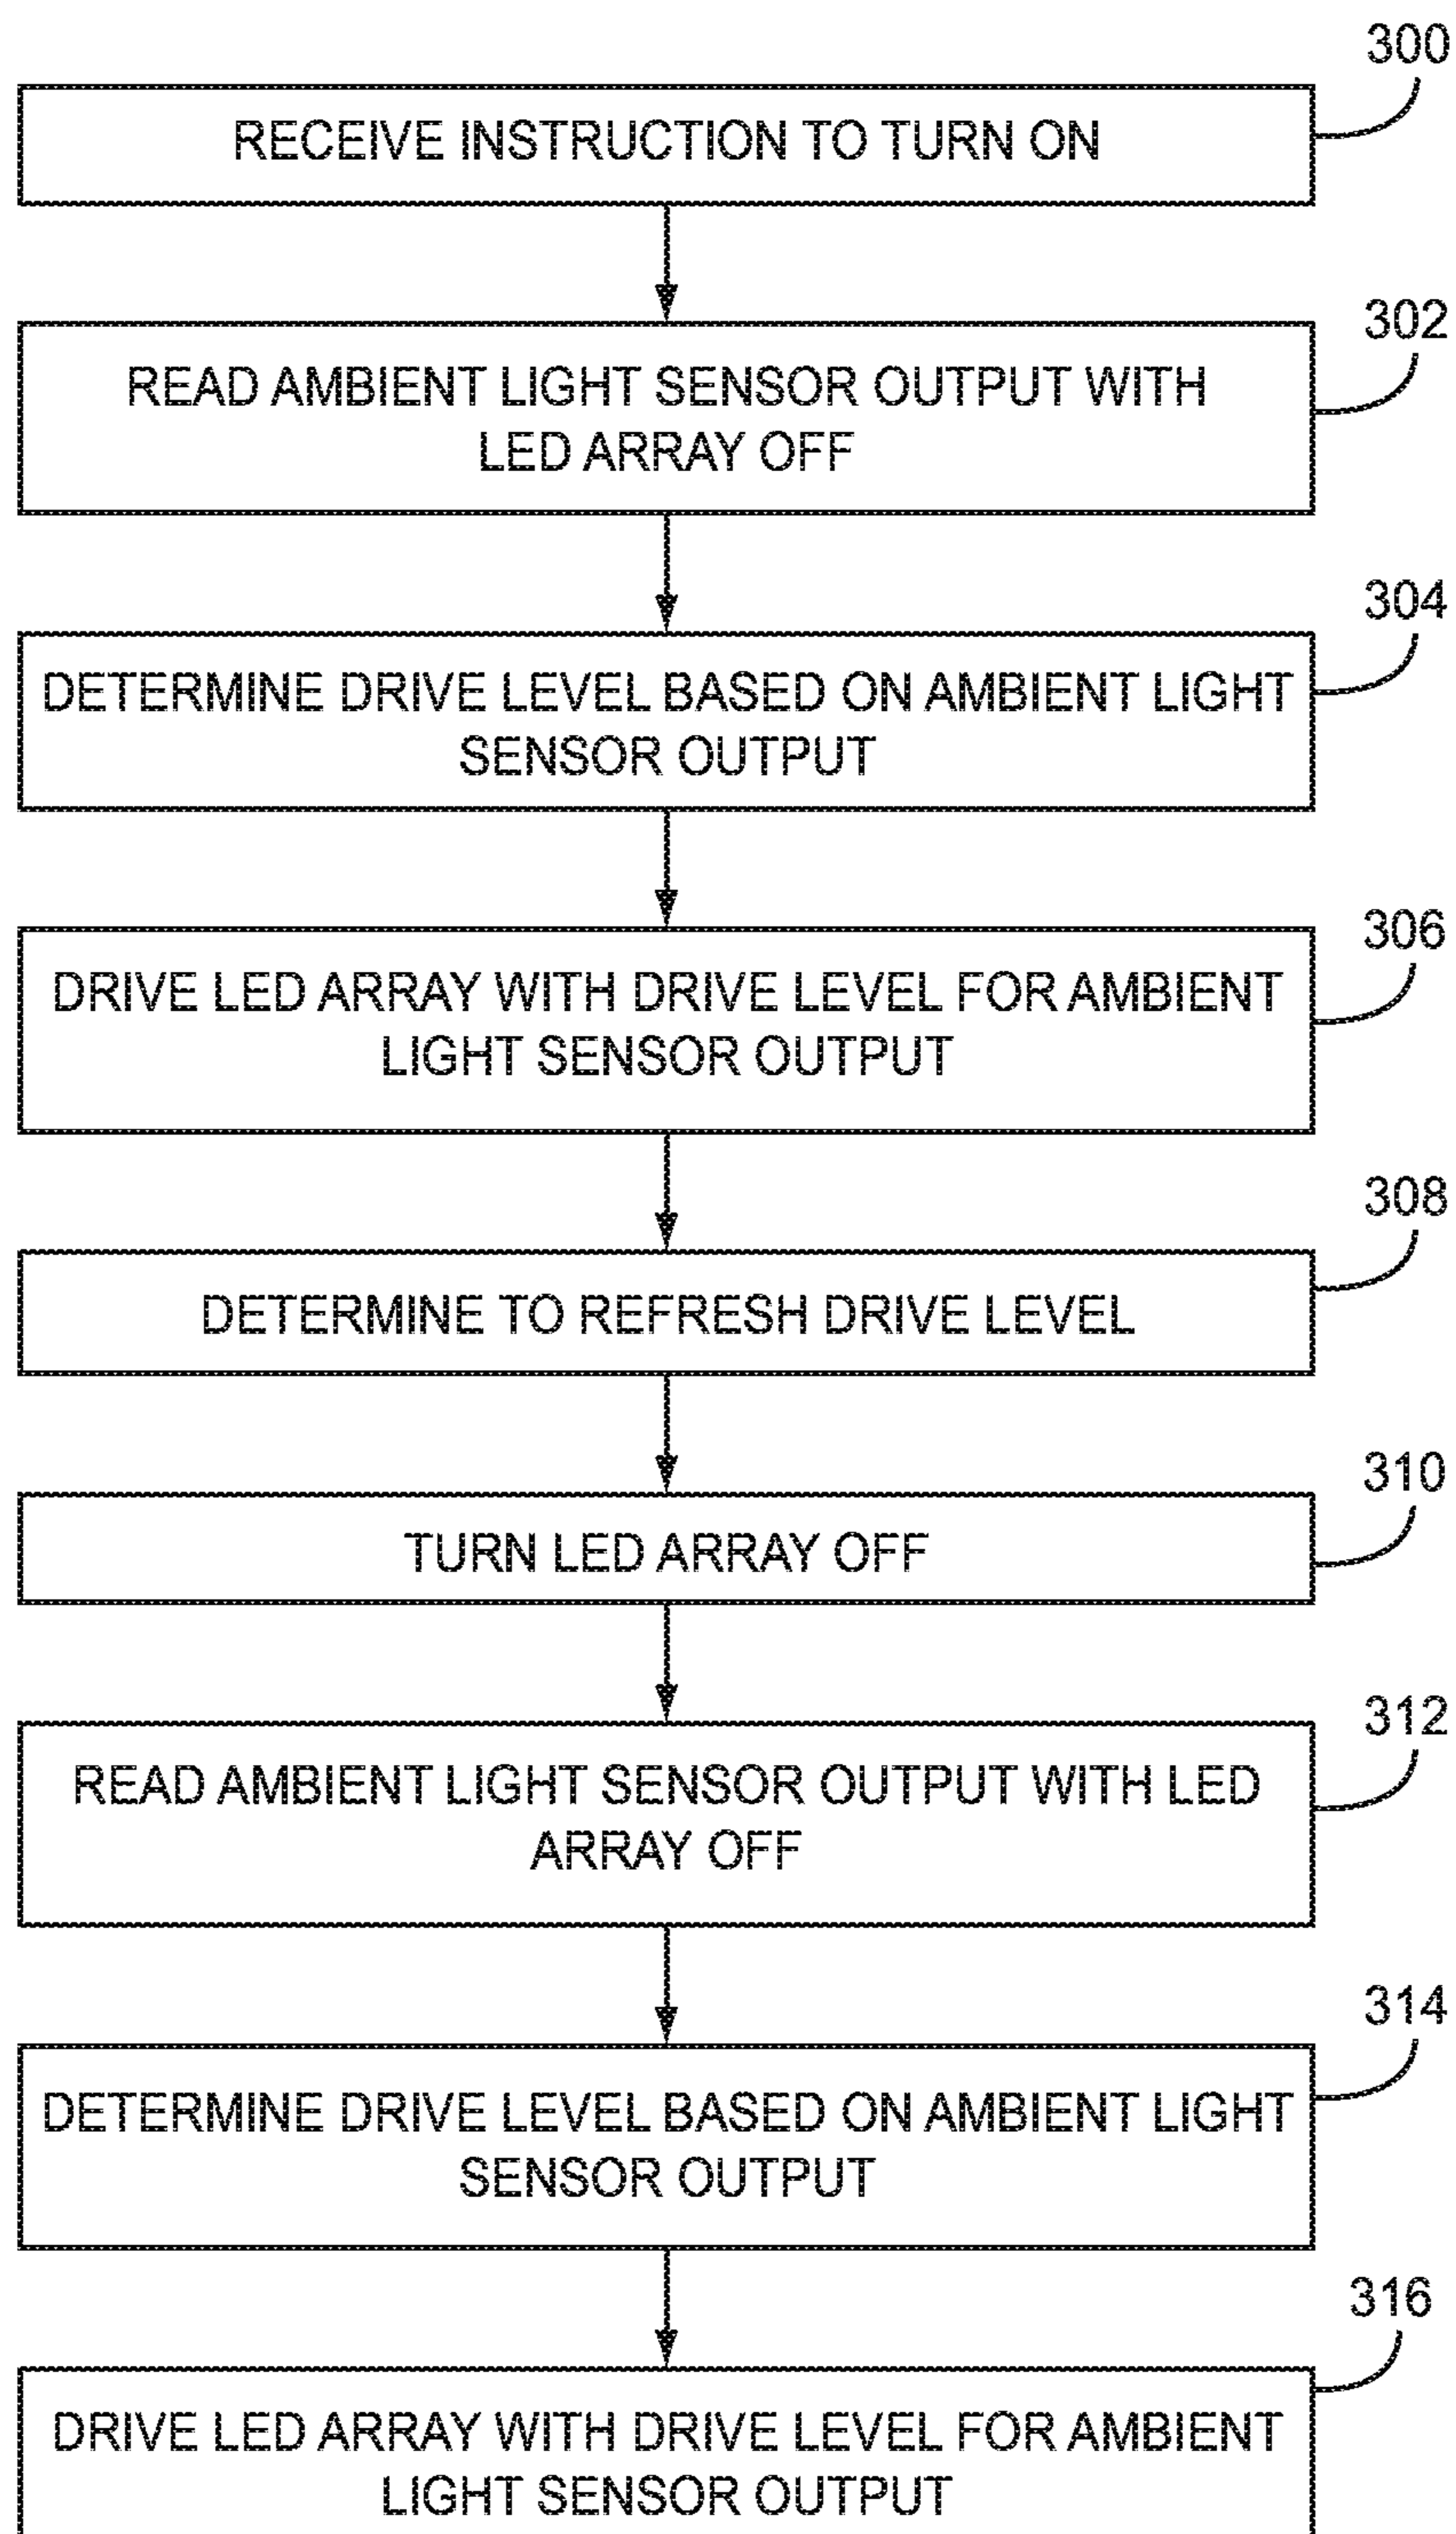 300
RECEIVE INSTRUCTION TO TURN ON
302
READ AMBIENT LIGHT SENSOR OUTPUT WITH
LED ARRAY OFF
304
DETERMINE DRIVE LEVEL BASED ON AMBIENT LIGHT
SENSOR OUTPUT
306
DRIVE LED ARRAY WITH DRIVE LEVEL FOR AMBIENT
LIGHT SENSOR OUTPUT
308
DETERMINE TO REFRESH DRIVE LEVEL
310
TURN LED ARRAY OFF
312
READ AMBIENT LIGHT SENSOR OUTPUT WITH LED
ARRAY OFF
314
DETERMINE DRIVE LEVEL BASED ON AMBIENT LIGHT
SENSOR OUTPUT
316
DRIVE LED ARRAY WITH DRIVE LEVEL FOR AMBIENT
LIGHT SENSOR OUTPUT